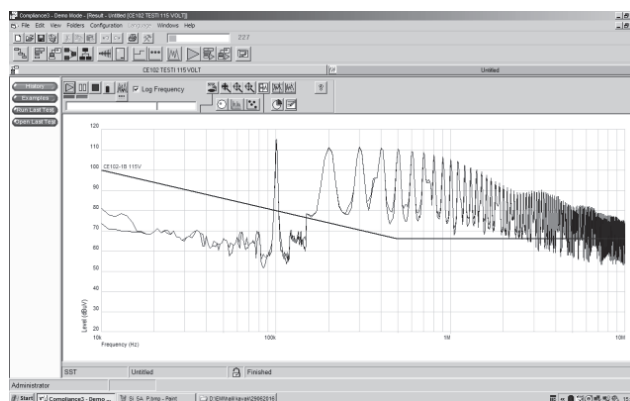 Compliance3 - Demo Mode - [Result - Untitled (CE102 TESTI 115 VOLT)]
File Edit View Folders Configuration Windows Help
227
CE102 TESTI 115 VOLT
Untitled
History
Examples
Run Last Test
Open Last Test
Log Frequency
120
110
CE102-1B 115V
100
90
80
70
60
50
40
30
20
Level (dBuV)
10k
100k
1M
10M
Frequency (Hz)
SST
Untitled
Finished
Administrator
Start
Compliance3 - Demo ...
- Paint